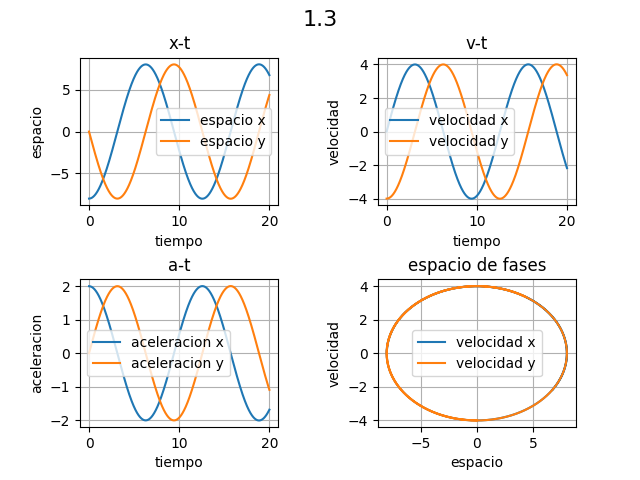 1.3
x-t
5
0
−5
espacio
espacio x
espacio y
0
10
20
tiempo
v-t
4
2
0
−2
−4
velocidad
velocidad x
velocidad y
0
10
20
tiempo
a-t
2
1
0
−1
−2
aceleracion
aceleracion x
aceleracion y
0
10
20
tiempo
espacio de fases
4
2
0
−2
−4
velocidad
velocidad x
velocidad y
−5
0
5
espacio